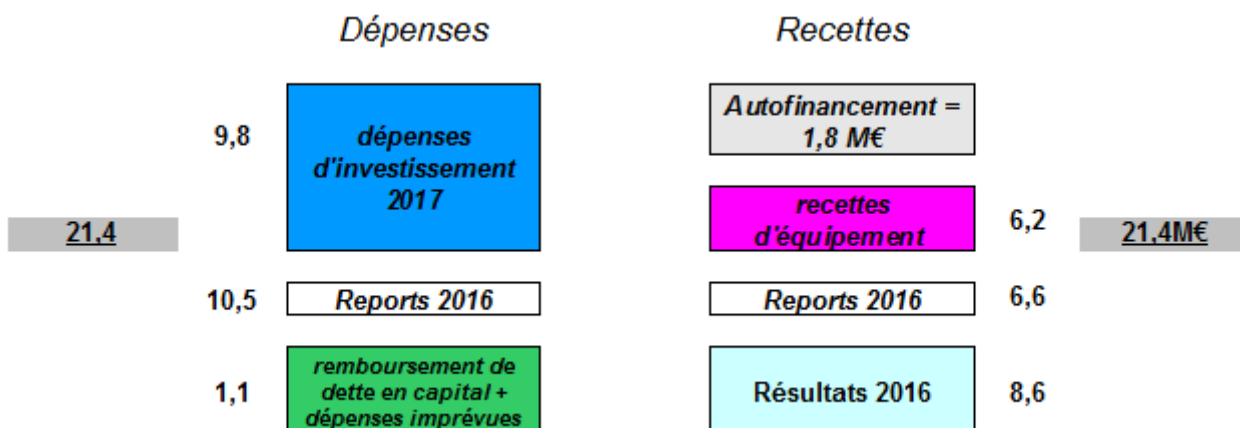 Dépenses
Recettes
9,8
dépenses
d'investissement
2017
Autofinancement =
1,8 M€
recettes
d'équipement
6,2
21,4
21,4M€
10,5
Reports 2016
Reports 2016
6,6
1,1
remboursement de
dette en capital +
dépenses imprévues
Résultats 2016
8,6